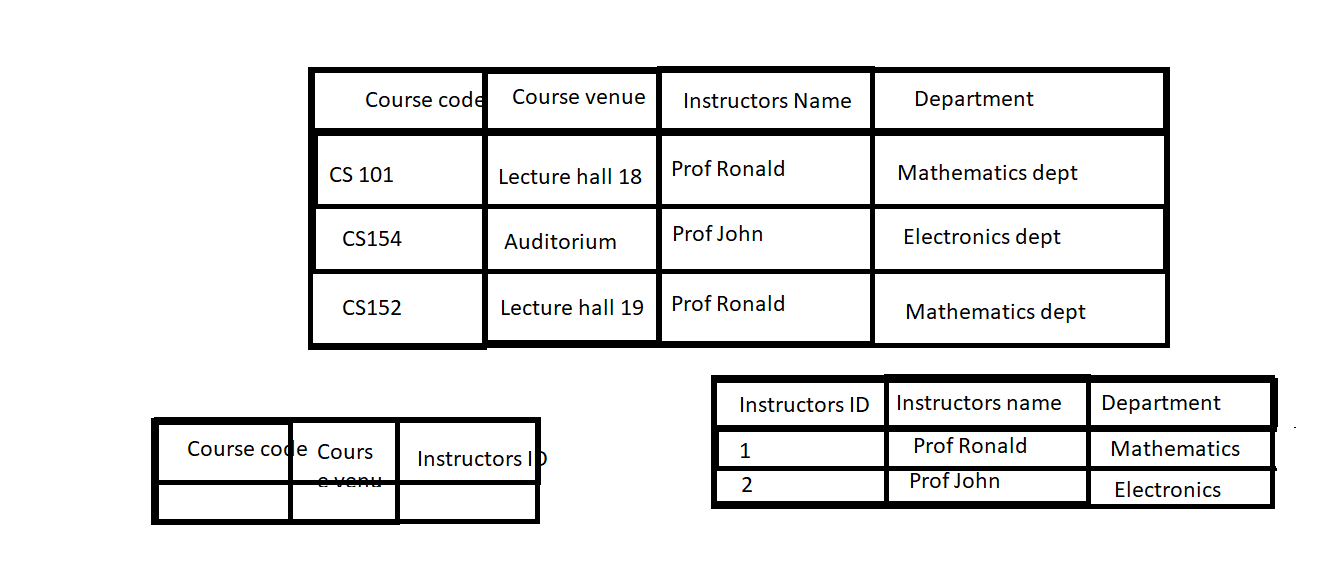 Course code Course venue Instructors Name Department
CS 101 Lecture hall 18 Prof Ronald Mathematics dept
CS154 Auditorium Prof John Electronics dept
CS152 Lecture hall 19 Prof Ronald Mathematics dept
Instructors ID Instructors name Department
1 Prof Ronald Mathematics
2 Prof John Electronics
Course code Cours Instructors ID
e venu